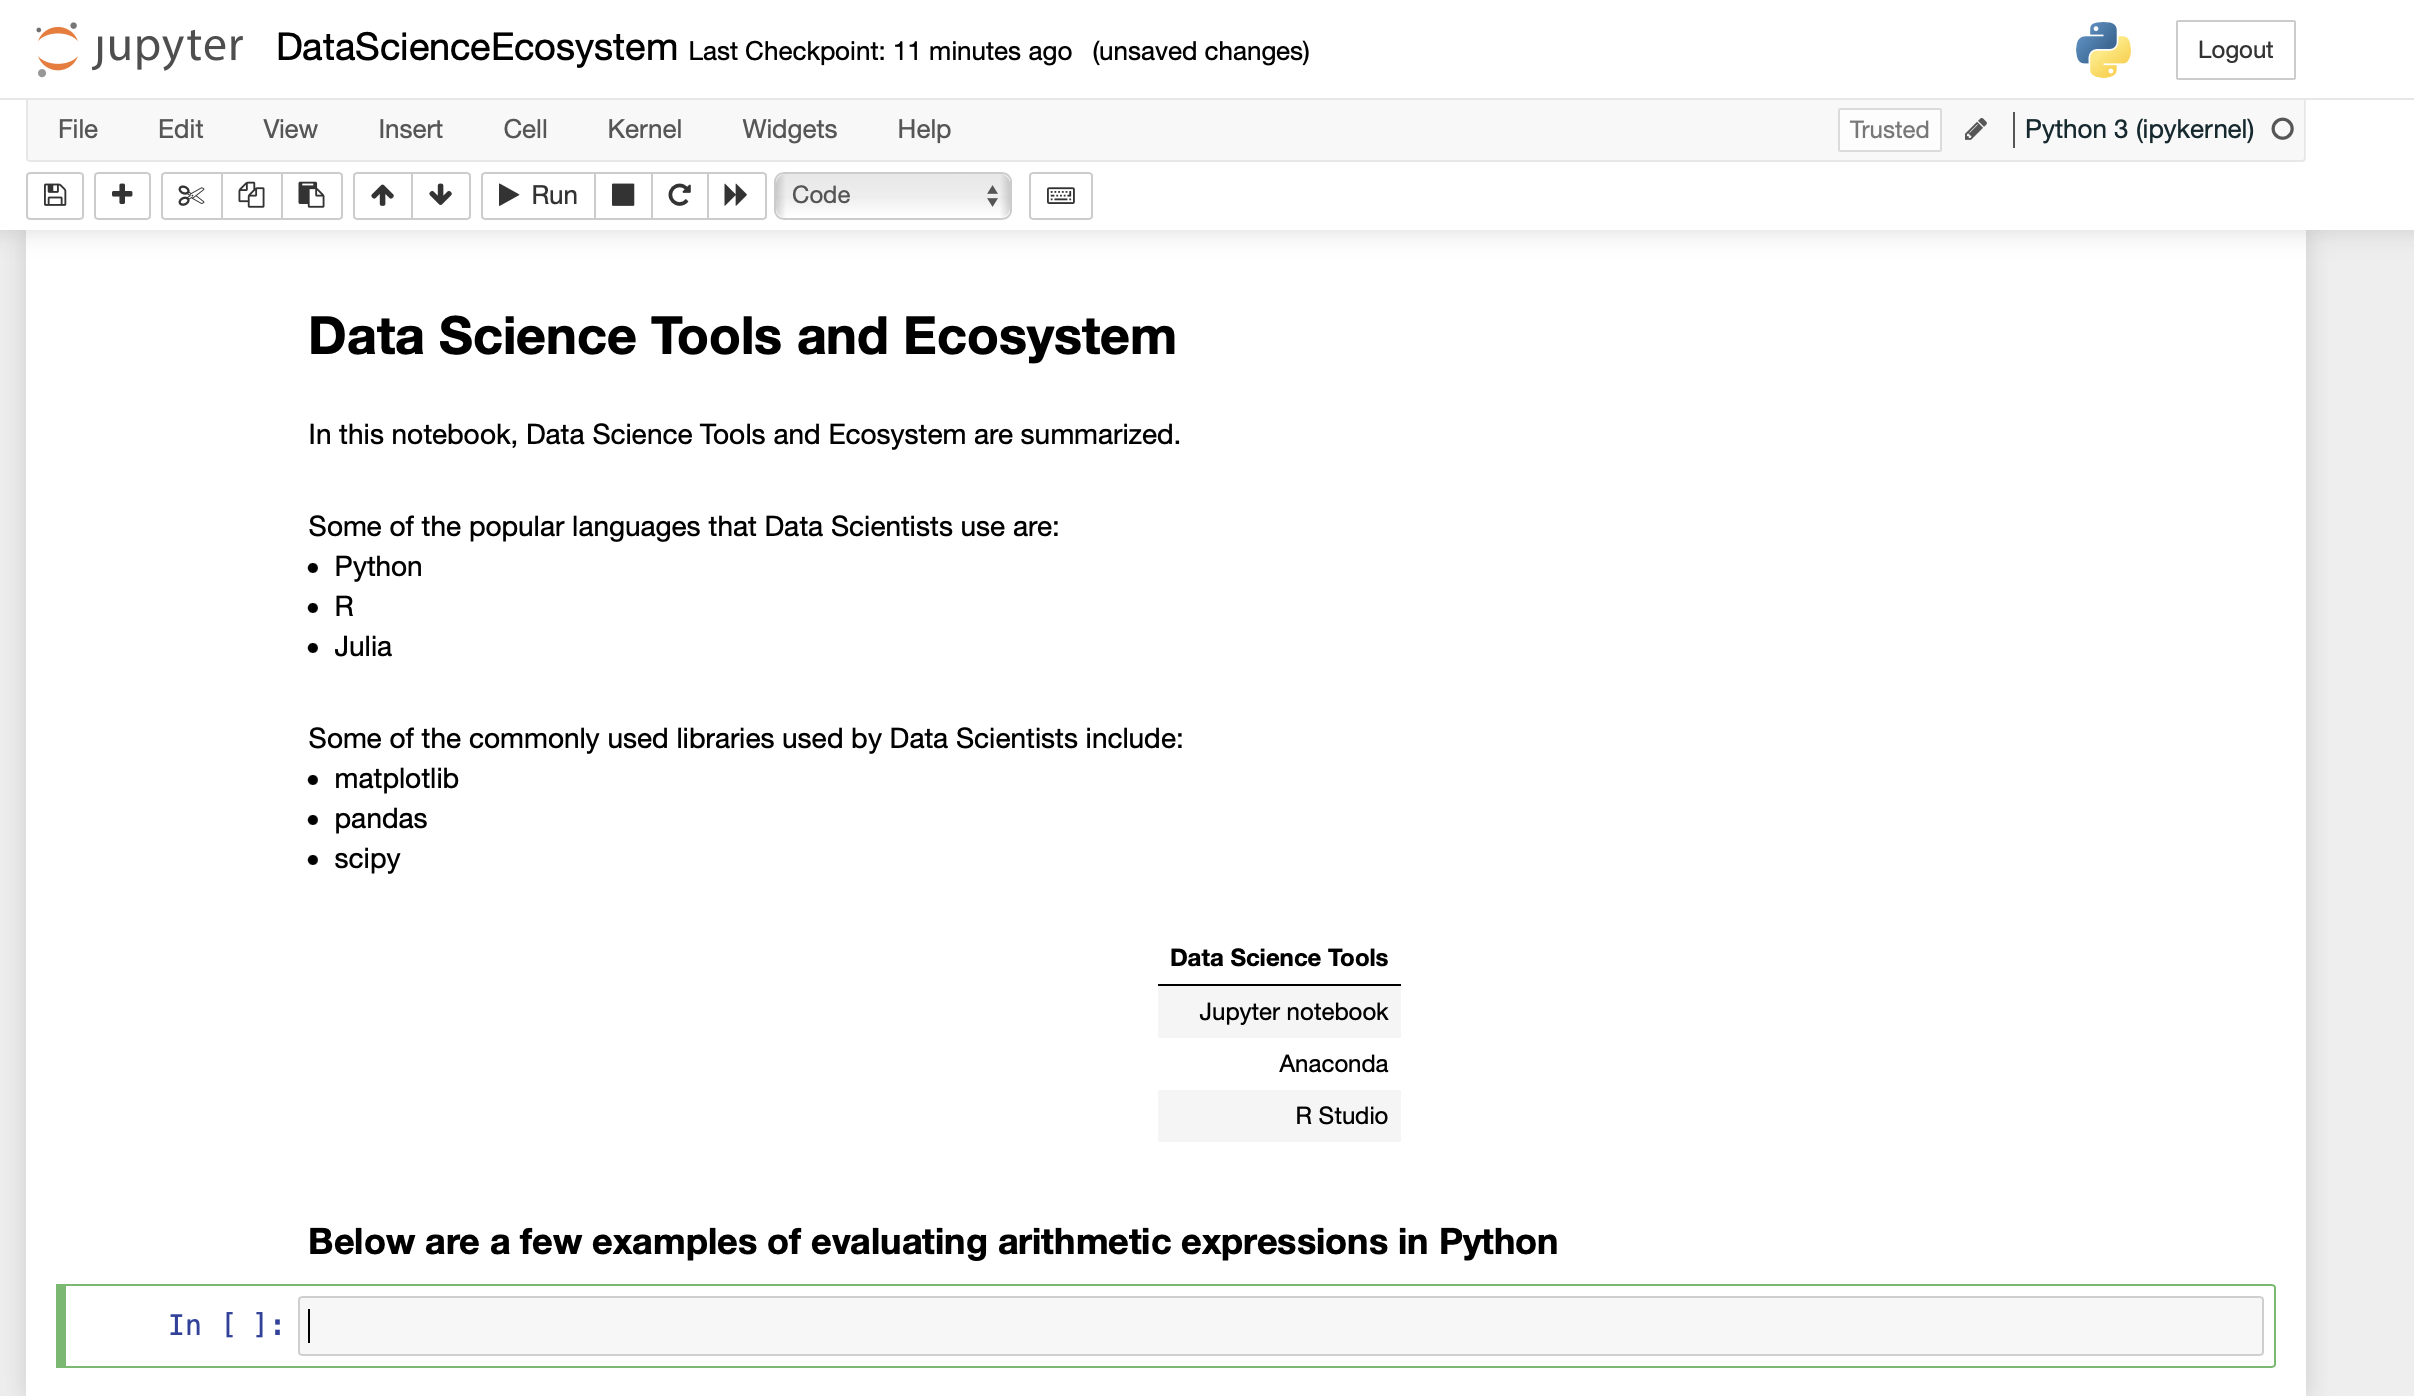 jupyter DataScienceEcosystem Last Checkpoint: 11 minutes ago (unsaved changes) Logout
File Edit View Insert Cell Kernel Widgets Help Trusted Python 3 (ipykernel)
Run Code
Data Science Tools and Ecosystem
In this notebook, Data Science Tools and Ecosystem are summarized.
Some of the popular languages that Data Scientists use are:
• Python
• R
• Julia
Some of the commonly used libraries used by Data Scientists include:
• matplotlib
• pandas
• scipy
Data Science Tools
Jupyter notebook
Anaconda
R Studio
Below are a few examples of evaluating arithmetic expressions in Python
In [ ]: